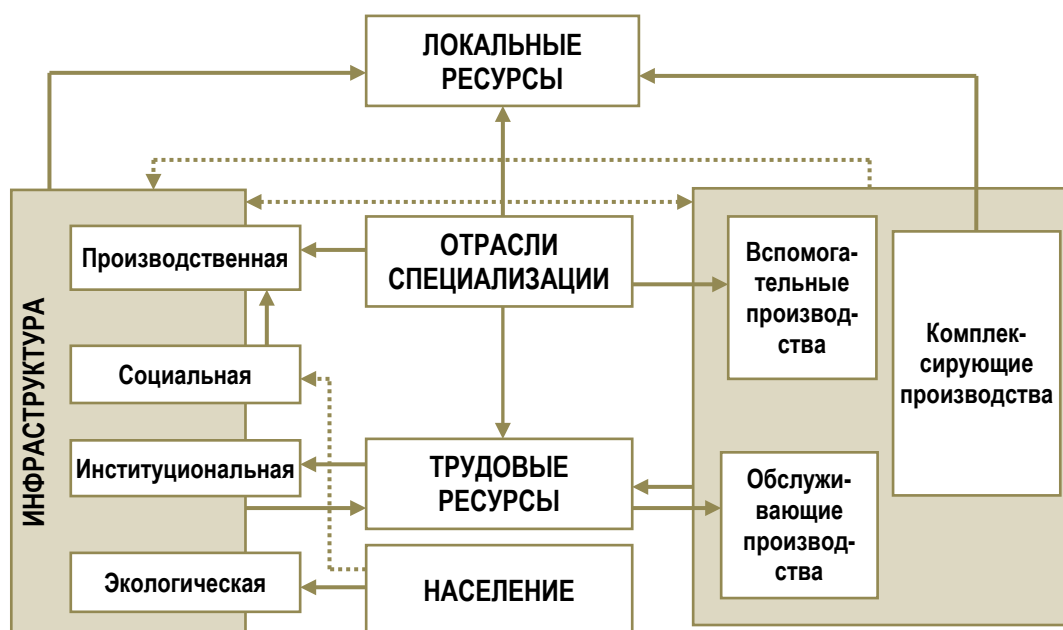 ЛОКАЛЬНЫЕ
РЕСУРСЫ
ИНФРАСТРУКТУРА
Производственная
Социальная
Институциональная
Экологическая
ОТРАСЛИ
СПЕЦИАЛИЗАЦИИ
ТРУДОВЫЕ
РЕСУРСЫ
НАСЕЛЕНИЕ
Вспомога-
тельные
производ-
ства
Обслужи-
вающие
производ-
ства
Комплек-
сирующие
производства